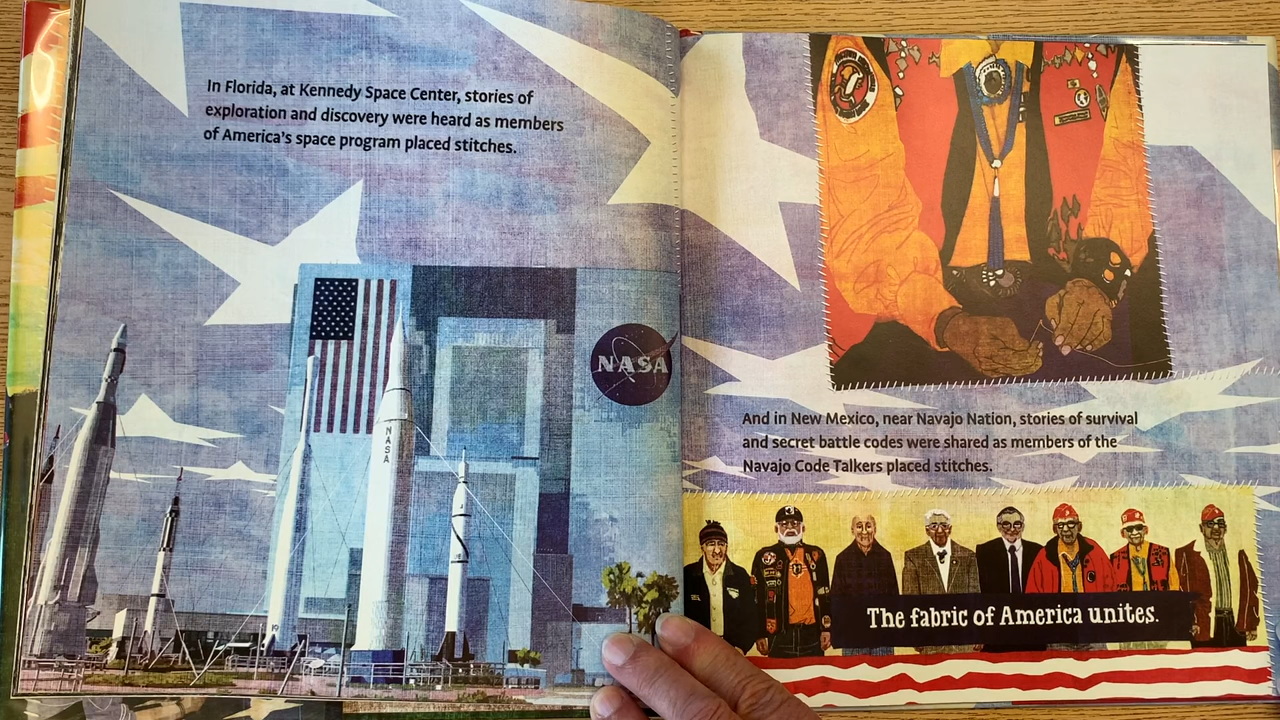 In Florida, at Kennedy Space Center, stories of
exploration and discovery were heard as members
of America's space program placed stitches.
NASA
NASA
And in New Mexico, near Navajo Nation, stories of survival
and secret battle codes were shared as members of the
Navajo Code Talkers placed stitches.
The fabric of America unites.